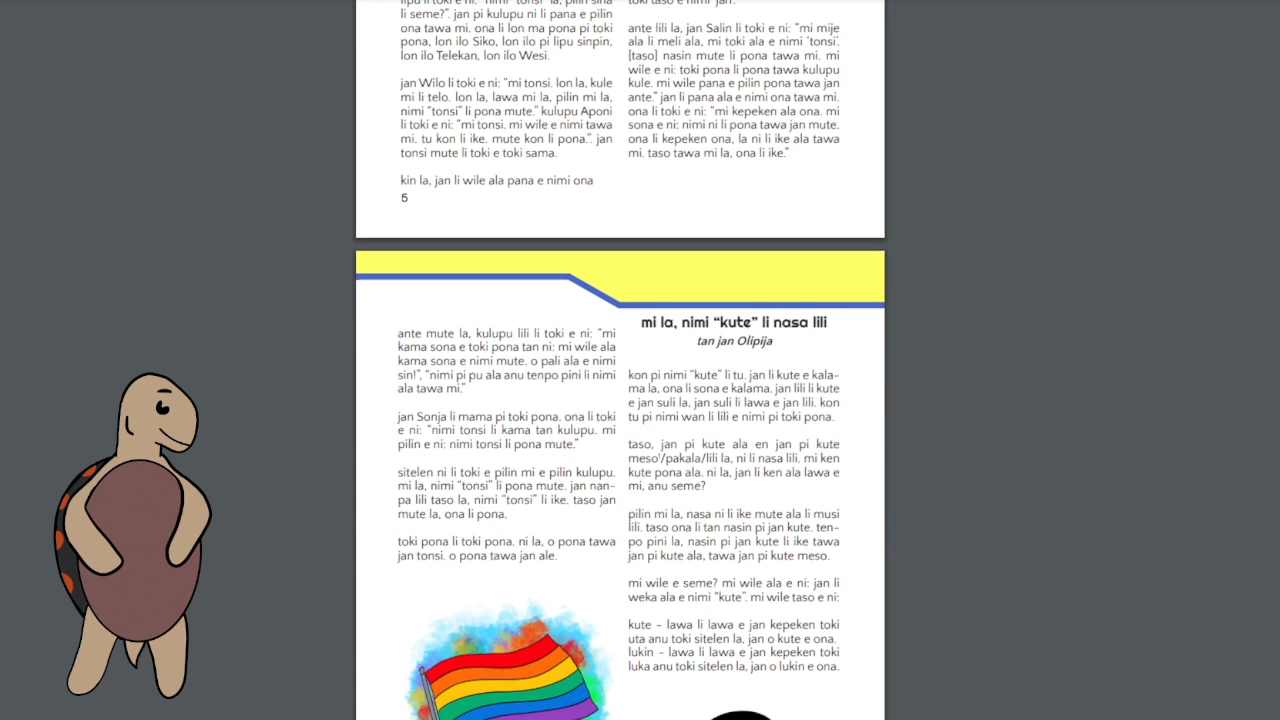 lipu li toki e ni: “nimi “tonsi” la, pilin sina
li seme?”. jan pi kulupu ni li pana e pilin
ona tawa mi. ona li lon ma pona pi toki
pona, lon ilo Siko, lon ilo pi lipu sinpin,
lon ilo Telekan, lon ilo Wesi.
jan Wilo li toki e ni: “mi tonsi. lon la, kule
mi li telo. lon la, lawa mi la, pilin mi la,
nimi “tonsi” li pona mute.” kulupu Aponi
li toki e ni: “mi tonsi. mi wile e nimi tawa
mi. tu kon li ike. mute kon li pona.”. jan
tonsi mute li toki e toki sama.
kin la, jan li wile ala pana e nimi ona
5
toki taso e nimi jan.
ante lili la, jan Salin li toki e ni: “mi mije
ala li meli ala, mi toki ala e nimi ‘tonsi’.
[taso] nasin mute li pona tawa mi. mi
wile e ni: toki pona li pona tawa kulupu
kule. mi wile pana e pilin pona tawa jan
ante.” jan li pana ala e nimi ona tawa mi.
ona li toki e ni: “mi kepeken ala ona. mi
sona e ni: nimi ni li pona tawa jan mute.
ona li kepeken ona, la ni li ike ala tawa
mi. taso tawa mi la, ona li ike.”
ante mute la, kulupu lili li toki e ni: “mi
kama sona e toki pona tan ni: mi wile ala
kama sona e nimi mute. o pali ala e nimi
sin!”, “nimi pi pu ala anu tenpo pini li nimi
ala tawa mi.”
jan Sonja li mama pi toki pona. ona li toki
e ni: “nimi tonsi li kama tan kulupu. mi
pilin e ni: nimi tonsi li pona mute.”
sitelen ni li toki e pilin mi e pilin kulupu.
mi la, nimi “tonsi” li pona mute. jan nan-
pa lili taso la, nimi “tonsi” li ike. taso jan
mute la, ona li pona.
toki pona li toki pona. ni la, o pona tawa
jan tonsi. o pona tawa jan ale.
mi la, nimi “kute” li nasa lili
tan jan Olipija
kon pi nimi “kute” li tu. jan li kute e kala-
ma la, ona li sona e kalama. jan lili li kute
e jan suli la, jan suli li lawa e jan lili. kon
tu pi nimi wan li lili e nimi pi toki pona.
taso, jan pi kute ala en jan pi kute
meso¹/pakala/lili la, ni li nasa lili. mi ken
kute pona ala. ni la, jan li ken ala lawa e
mi, anu seme?
pilin mi la, nasa ni li ike mute ala li musi
lili. taso ona li tan nasin pi jan kute. ten-
po pini la, nasin pi jan kute li ike tawa
jan pi kute ala, tawa jan pi kute meso.
mi wile e seme? mi wile ala e ni: jan li
weka ala e nimi “kute”. mi wile taso e ni:
kute – lawa li lawa e jan kepeken toki
uta anu toki sitelen la, jan o kute e ona.
lukin – lawa li lawa e jan kepeken toki
luka anu toki sitelen la, jan o lukin e ona.